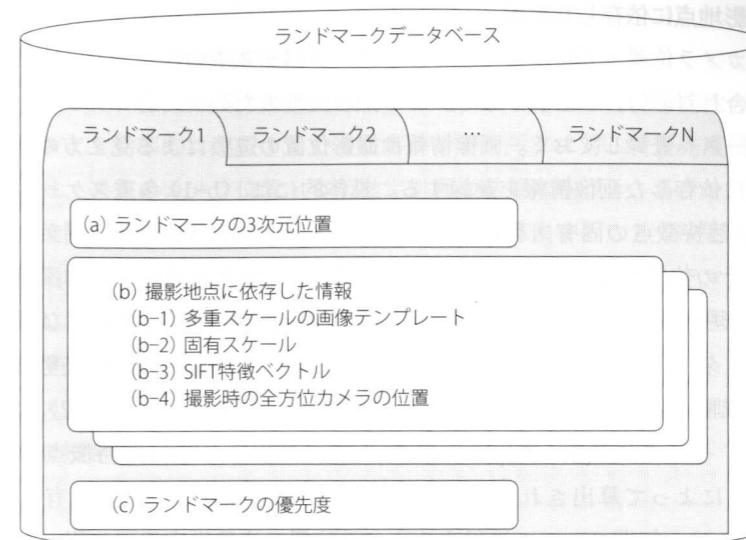 ランドマークデータベース
ランドマーク1 ランドマーク2 … ランドマークN
(a) ランドマークの3次元位置
(b) 撮影地点に依存した情報
(b–1) 多重スケールの画像テンプレート
(b–2) 固有スケール
(b–3) SIFT特徴ベクトル
(b–4) 撮影時の全方位カメラの位置
(c) ランドマークの優先度